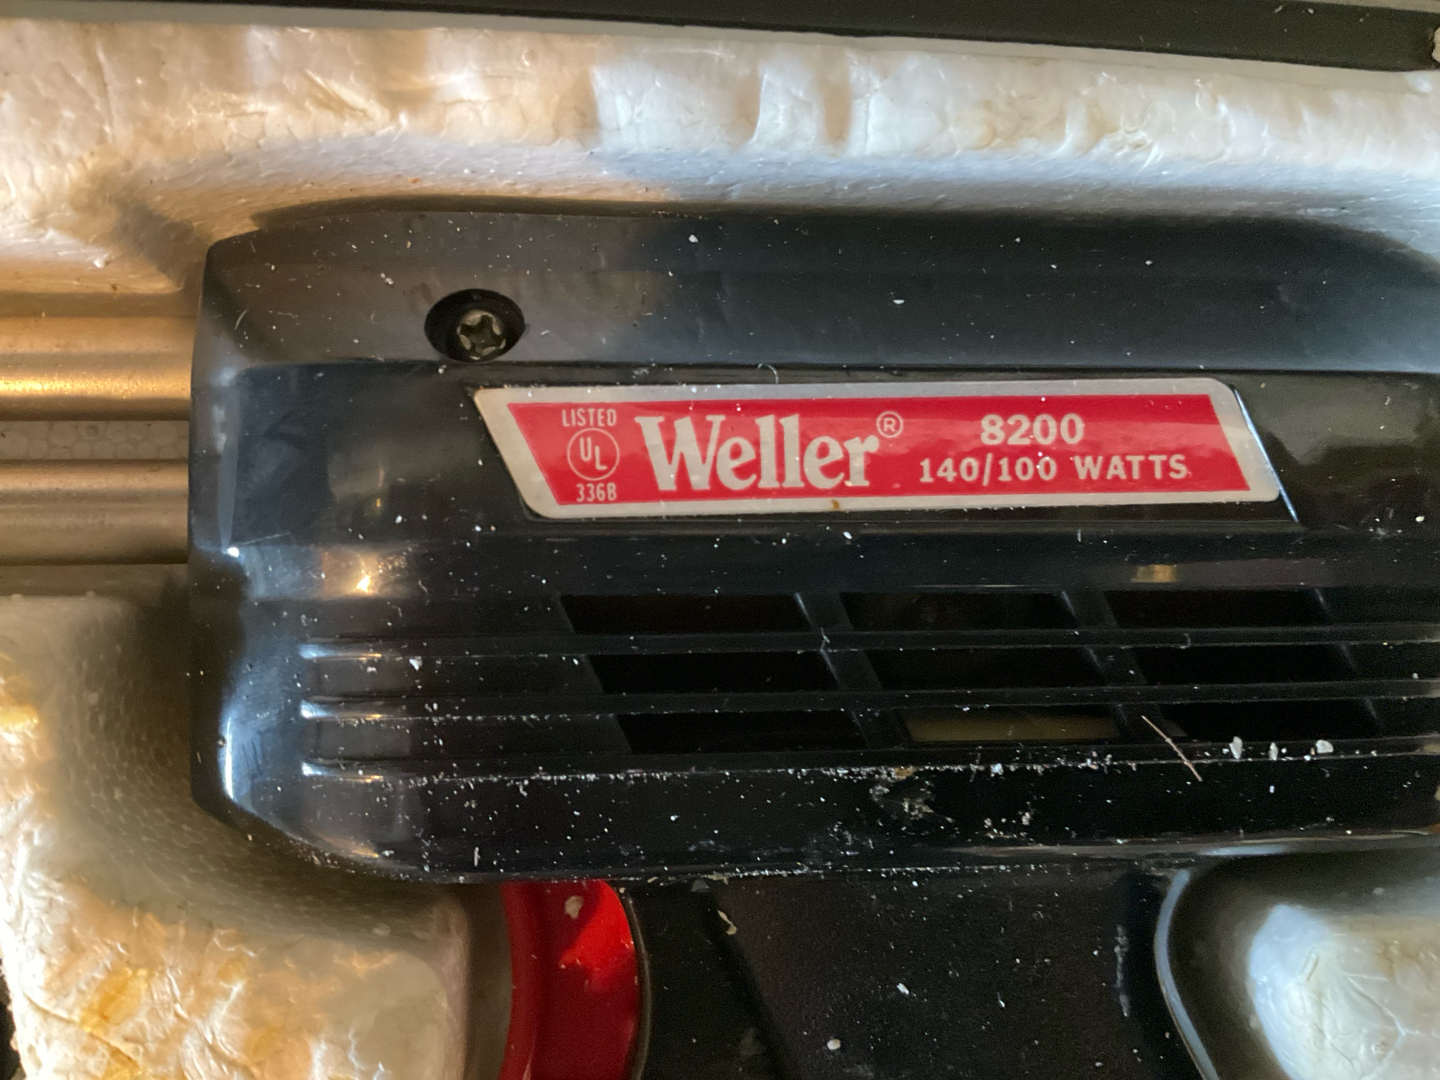 LISTED
UL
336B
Weller®
8200
140/100 WATTS